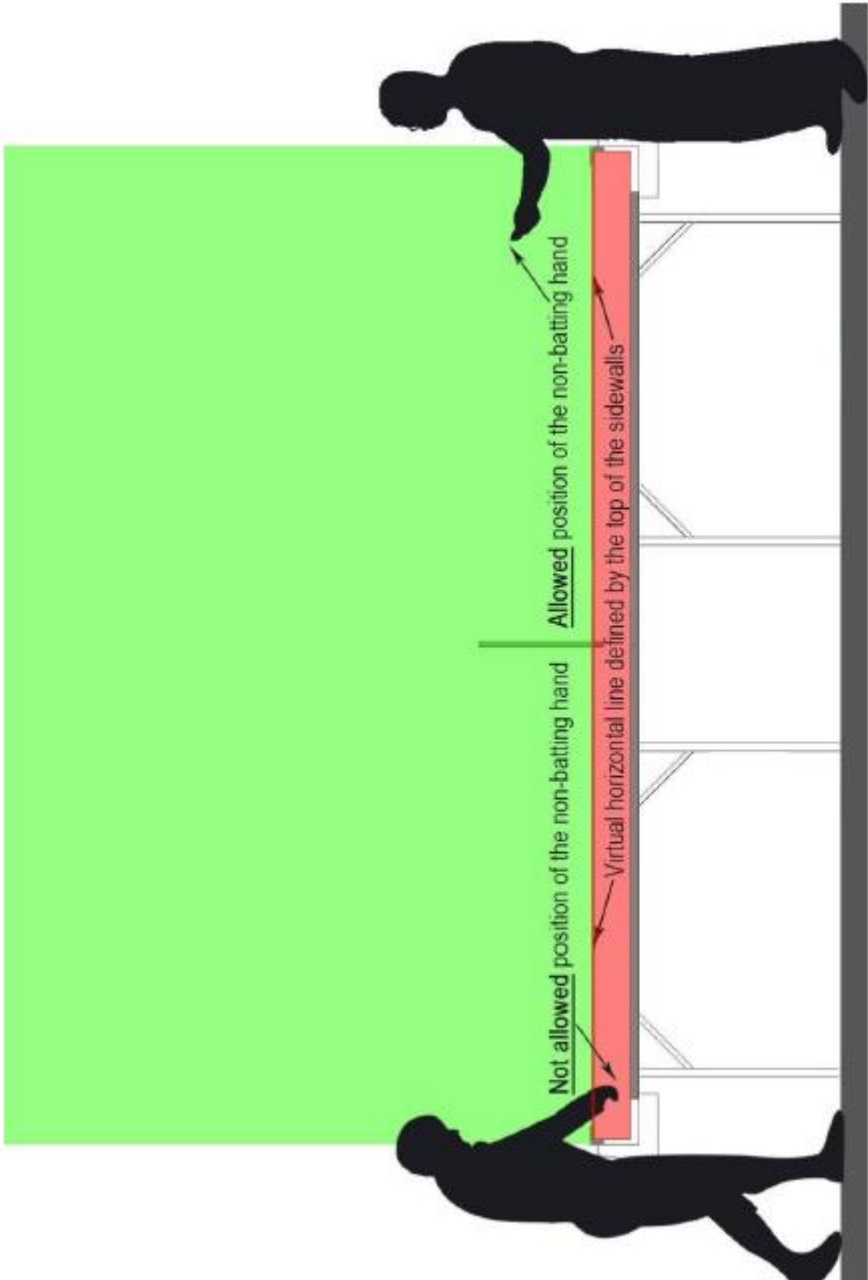 Not allowed position of the non-batting hand
Allowed position of the non-batting hand
Virtual horizontal line defined by the top of the sidewalls